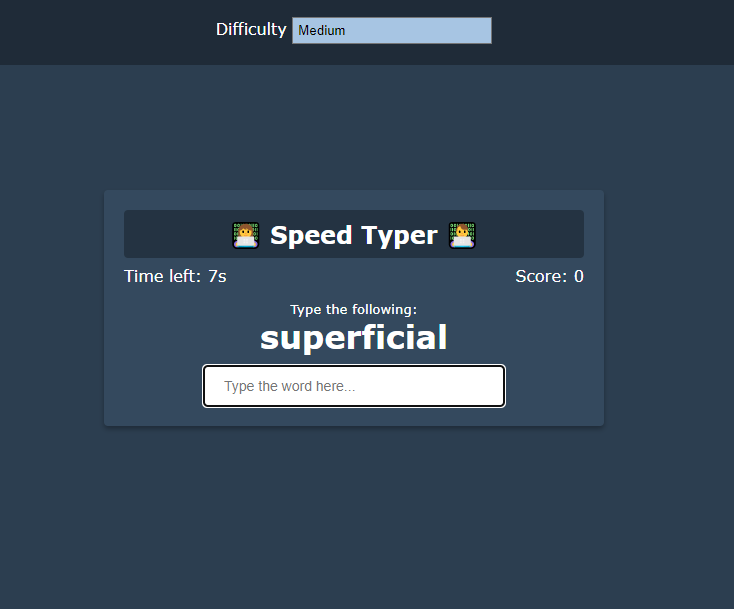 Difficulty Medium
Speed Typer
Time left: 7s Score: 0
Type the following:
superficial
Type the word here...